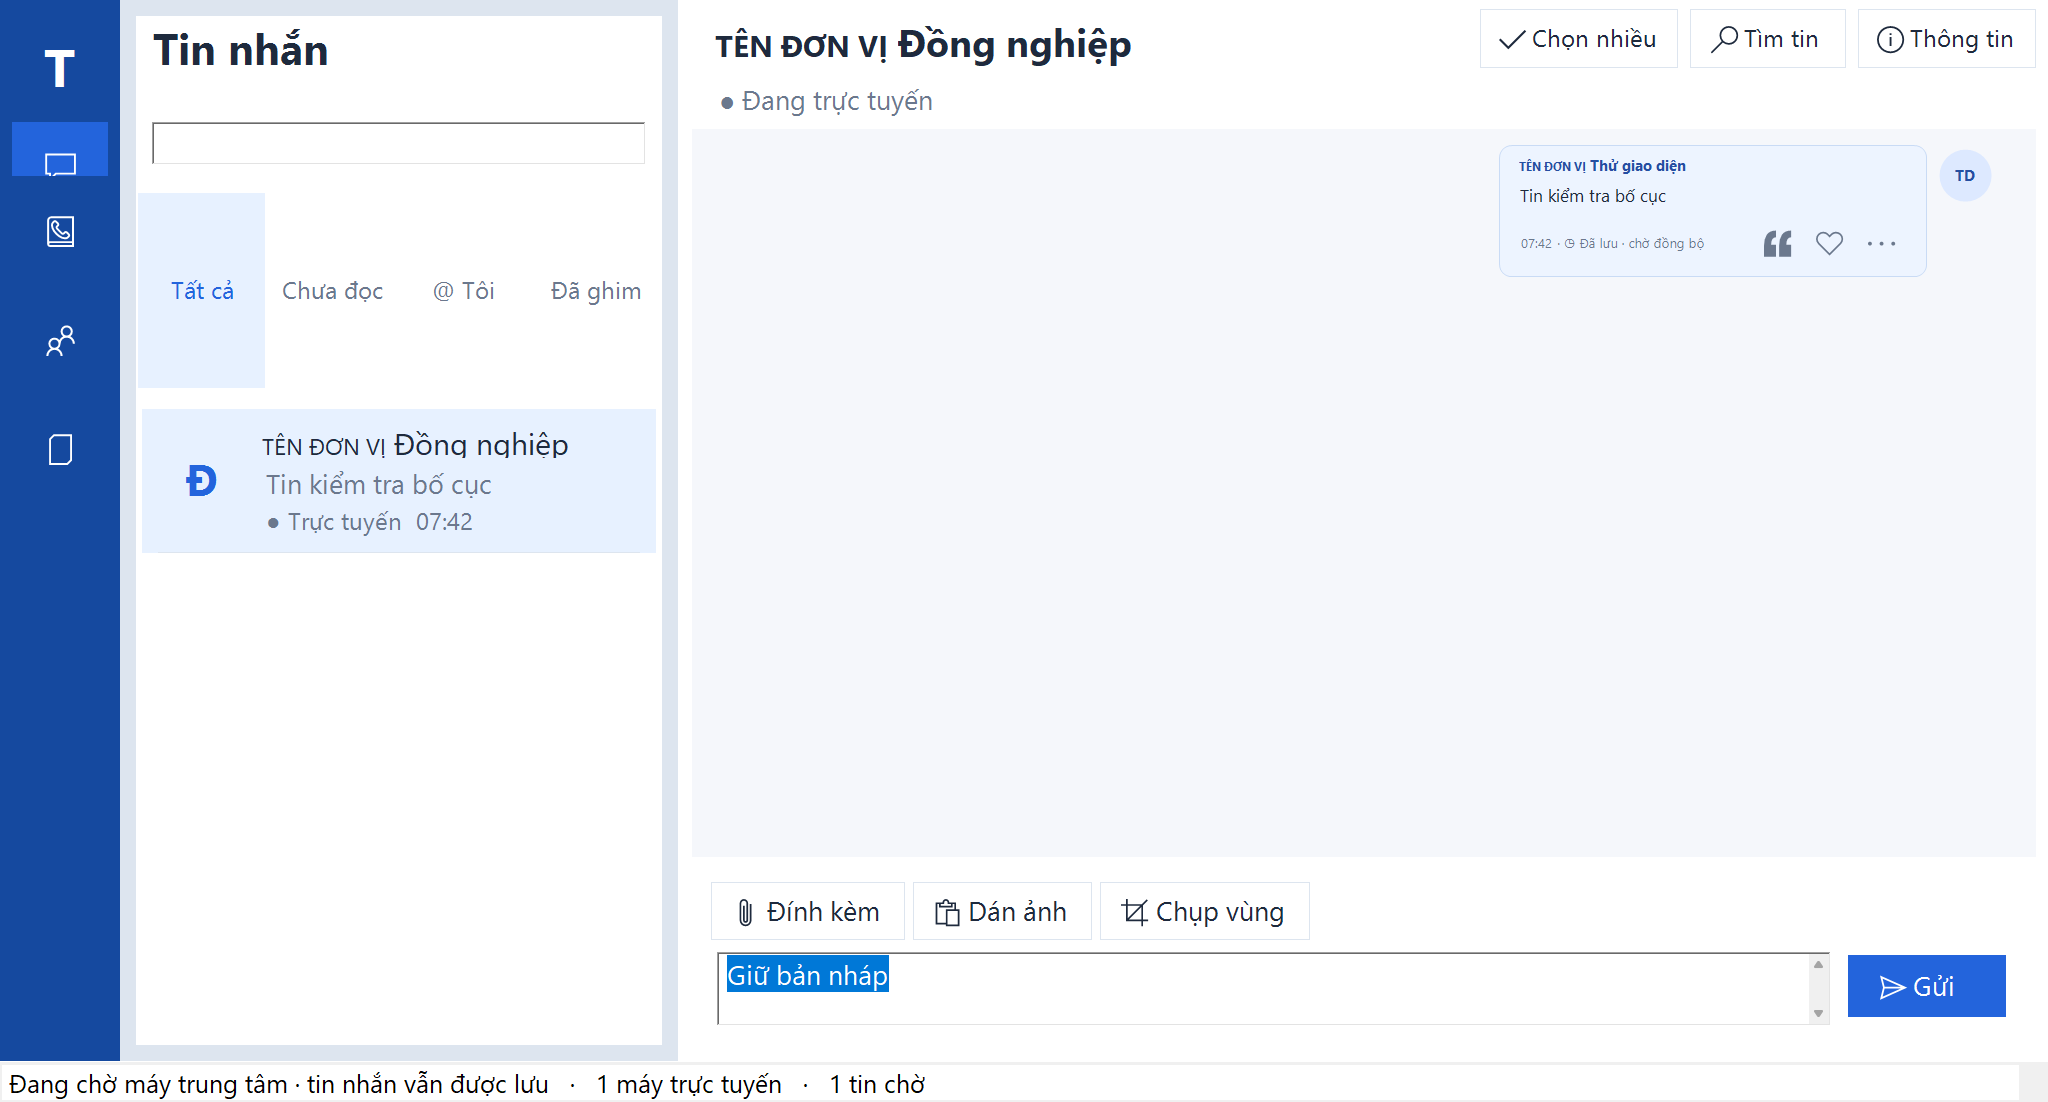 T
Tin nhắn
Tất cả
Chưa đọc
@ Tôi
Đã ghim
Đ
TÊN ĐƠN VỊ Đồng nghiệp
Tin kiểm tra bố cục
● Trực tuyến 07:42
TÊN ĐƠN VỊ Đồng nghiệp
● Đang trực tuyến
Chọn nhiều
Tìm tin
Thông tin
TÊN ĐƠN VỊ Thử giao diện
Tin kiểm tra bố cục
07:42 · ◷ Đã lưu · chờ đồng bộ
TD
Đính kèm
Dán ảnh
Chụp vùng
Giữ bản nháp
Gửi
Đang chờ máy trung tâm · tin nhắn vẫn được lưu · 1 máy trực tuyến · 1 tin chờ